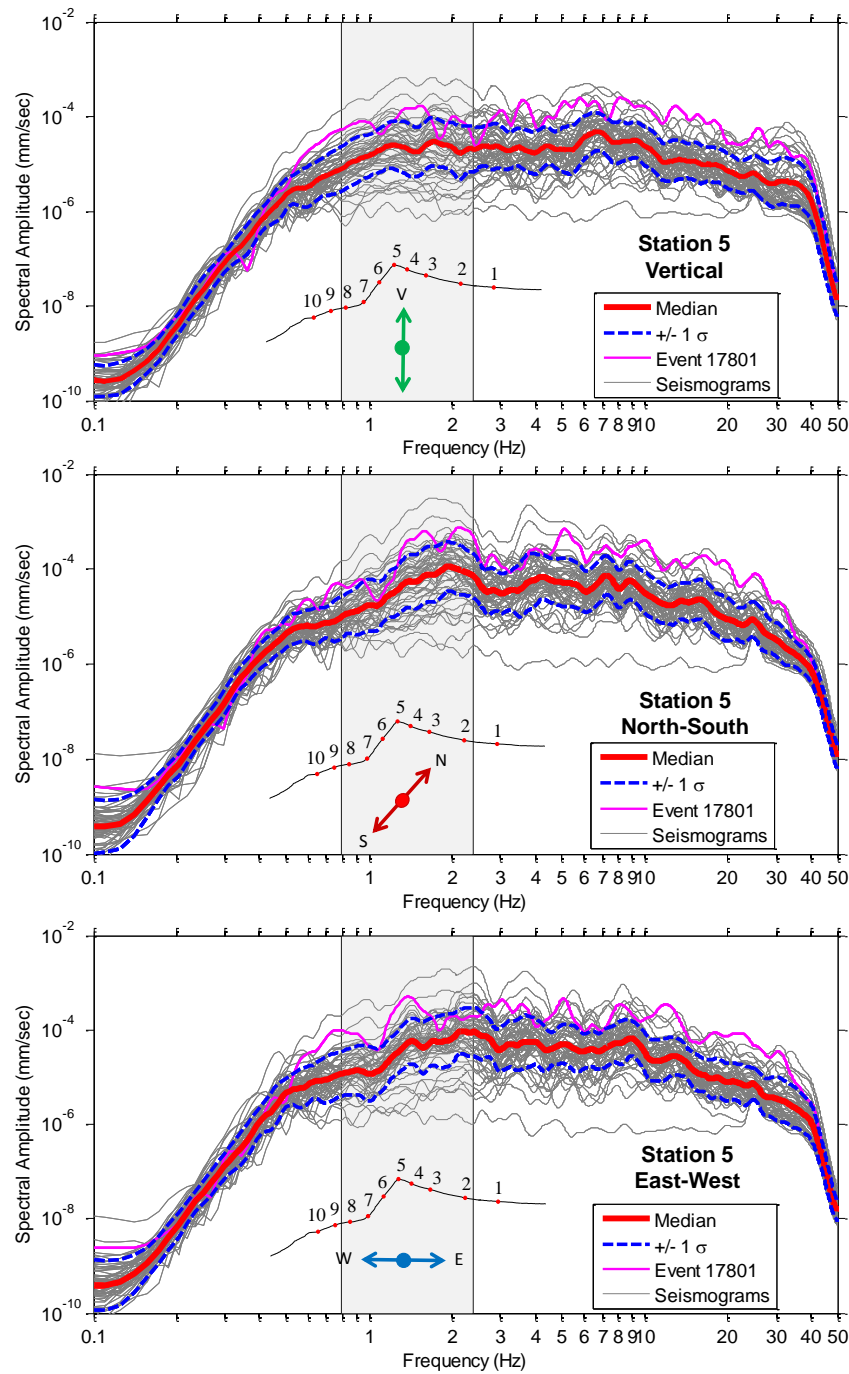 10⁻²
10⁻⁴
10⁻⁶
10⁻⁸
10⁻¹⁰
Spectral Amplitude (mm/sec)
Station 5
Vertical
Median
+/- 1 σ
Event 17801
Seismograms
10 9 8 7 6 5 4 3 2 1
V
0.1 1 2 3 4 5 6 7 8 9 10 20 30 40 50
Frequency (Hz)
10⁻²
10⁻⁴
10⁻⁶
10⁻⁸
10⁻¹⁰
Spectral Amplitude (mm/sec)
Station 5
North-South
Median
+/- 1 σ
Event 17801
Seismograms
10 9 8 7 6 5 4 3 2 1
N
S
0.1 1 2 3 4 5 6 7 8 9 10 20 30 40 50
Frequency (Hz)
10⁻²
10⁻⁴
10⁻⁶
10⁻⁸
10⁻¹⁰
Spectral Amplitude (mm/sec)
Station 5
East-West
Median
+/- 1 σ
Event 17801
Seismograms
10 9 8 7 6 5 4 3 2 1
W E
0.1 1 2 3 4 5 6 7 8 9 10 20 30 40 50
Frequency (Hz)